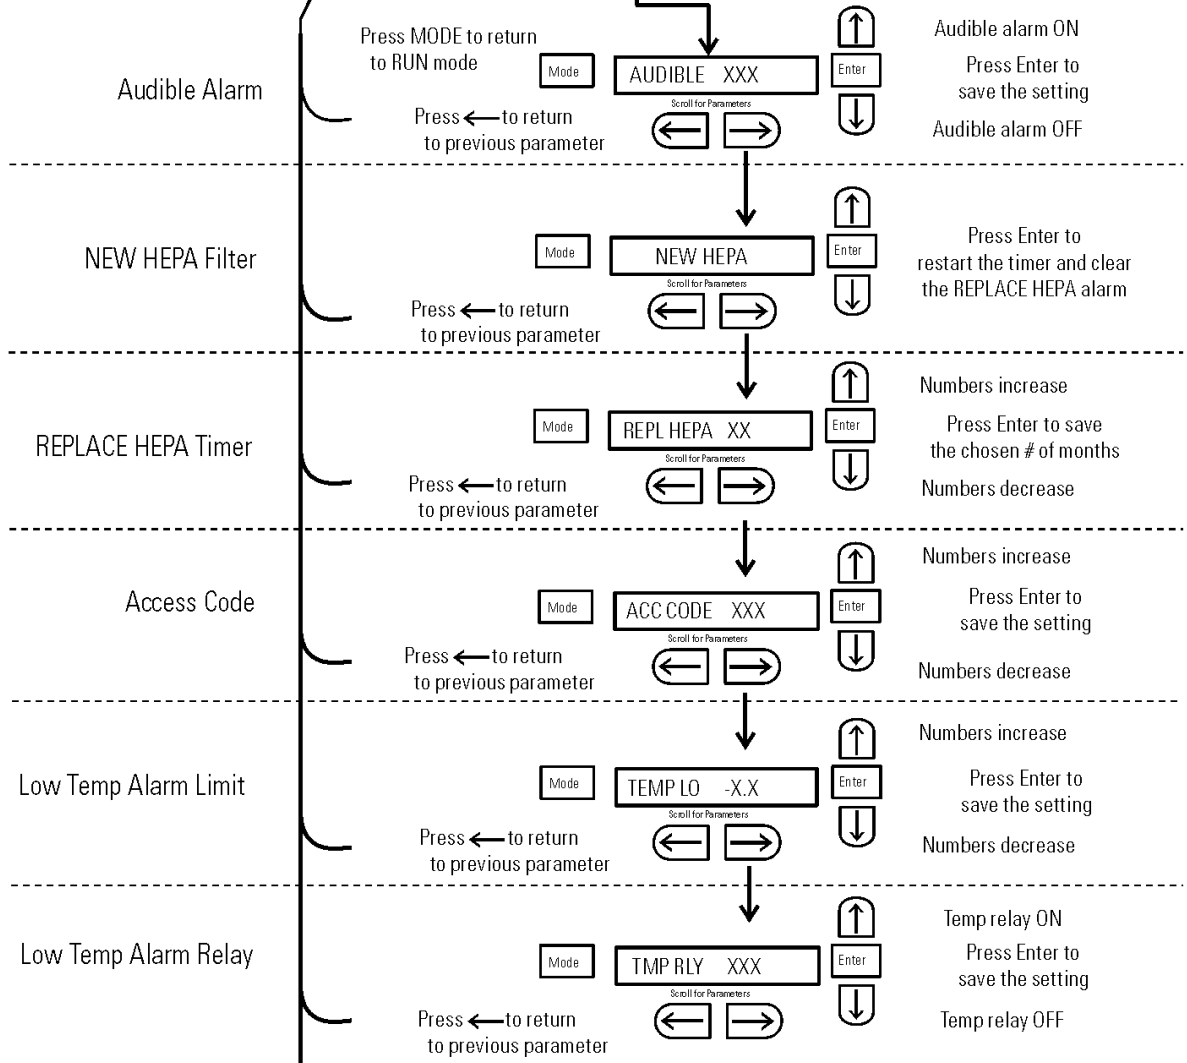 Audible Alarm
Press MODE to return
to RUN mode
Mode
AUDIBLE XXX
Scroll for Parameters
Press ← to return
to previous parameter
↑
Enter
↓
← →
Audible alarm ON
Press Enter to
save the setting
Audible alarm OFF
NEW HEPA Filter
Mode
NEW HEPA
Scroll for Parameters
Press ← to return
to previous parameter
← →
↑
Enter
↓
Press Enter to
restart the timer and clear
the REPLACE HEPA alarm
REPLACE HEPA Timer
Mode
REPL HEPA XX
Scroll for Parameters
Press ← to return
to previous parameter
← →
↑
Enter
↓
Numbers increase
Press Enter to save
the chosen # of months
Numbers decrease
Access Code
Mode
ACC CODE XXX
Scroll for Parameters
Press ← to return
to previous parameter
← →
↑
Enter
↓
Numbers increase
Press Enter to
save the setting
Numbers decrease
Low Temp Alarm Limit
Mode
TEMP LO -X.X
Scroll for Parameters
Press ← to return
to previous parameter
← →
↑
Enter
↓
Numbers increase
Press Enter to
save the setting
Numbers decrease
Low Temp Alarm Relay
Mode
TMP RLY XXX
Scroll for Parameters
Press ← to return
to previous parameter
← →
↑
Enter
↓
Temp relay ON
Press Enter to
save the setting
Temp relay OFF